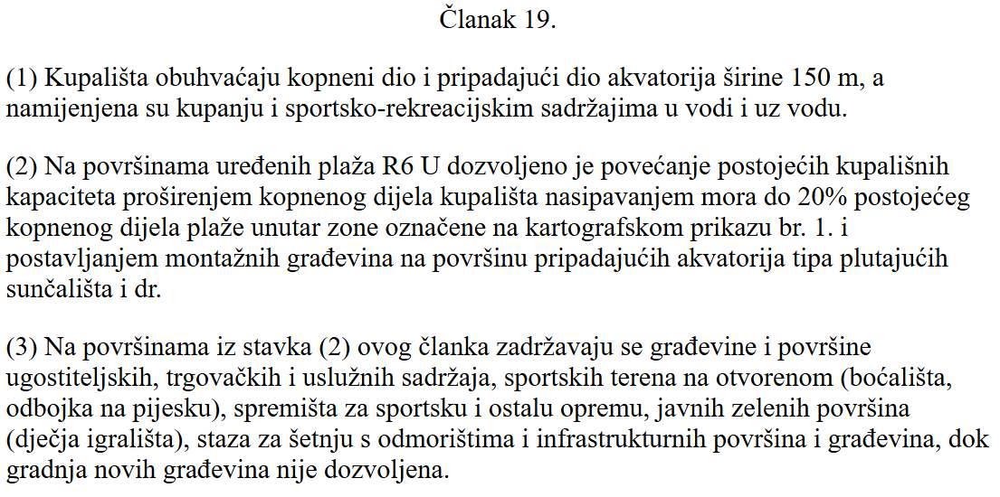 Članak 19.
(1) Kupališta obuhvaćaju kopneni dio i pripadajući dio akvatorija širine 150 m, a
namijenjena su kupanju i sportsko-rekreacijskim sadržajima u vodi i uz vodu.
(2) Na površinama uređenih plaža R6 U dozvoljeno je povećanje postojećih kupališnih
kapaciteta proširenjem kopnenog dijela kupališta nasipavanjem mora do 20% postojećeg
kopnenog dijela plaže unutar zone označene na kartografskom prikazu br. 1. i
postavljanjem montažnih građevina na površinu pripadajućih akvatorija tipa plutajućih
sunčališta i dr.
(3) Na površinama iz stavka (2) ovog članka zadržavaju se građevine i površine
ugostiteljskih, trgovačkih i uslužnih sadržaja, sportskih terena na otvorenom (boćališta,
odbojka na pijesku), spremišta za sportsku i ostalu opremu, javnih zelenih površina
(dječja igrališta), staza za šetnju s odmorištima i infrastrukturnih površina i građevina, dok
gradnja novih građevina nije dozvoljena.